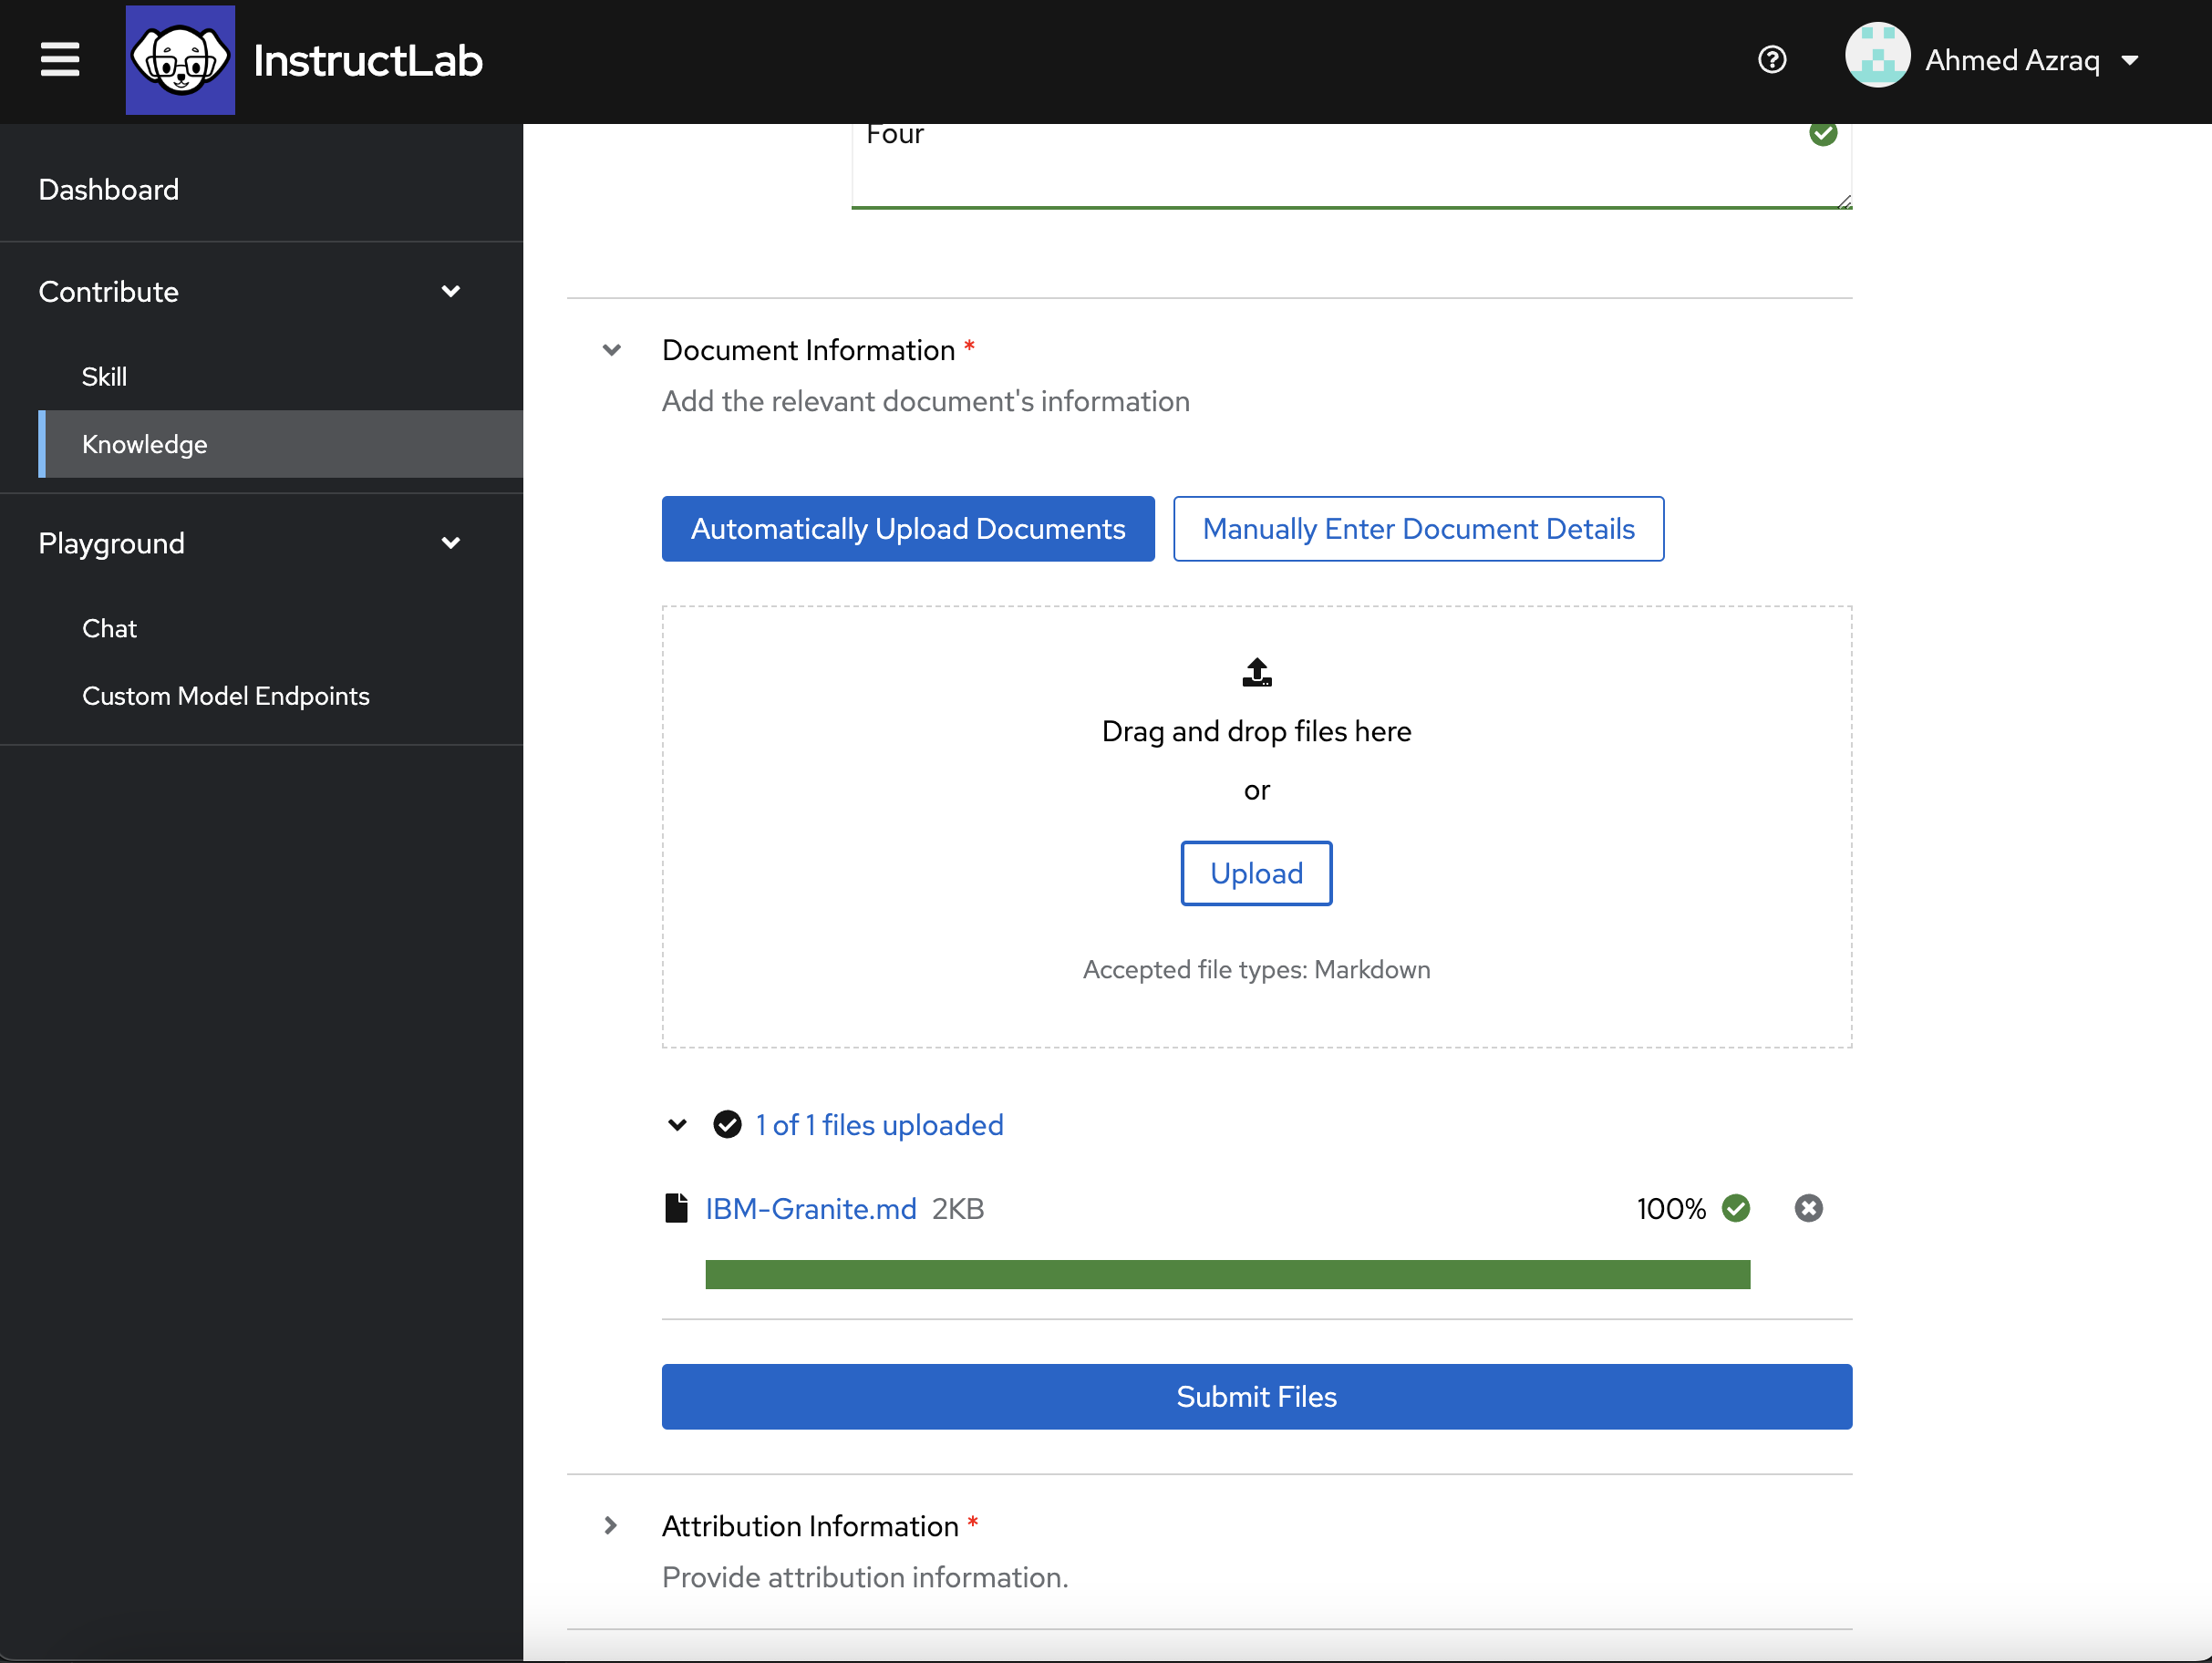 InstructLab
Ahmed Azraq
Dashboard
Contribute
Skill
Knowledge
Playground
Chat
Custom Model Endpoints
Four
Document Information *
Add the relevant document's information
Automatically Upload Documents
Manually Enter Document Details
Drag and drop files here
or
Upload
Accepted file types: Markdown
1 of 1 files uploaded
IBM-Granite.md 2KB
100%
Submit Files
Attribution Information *
Provide attribution information.